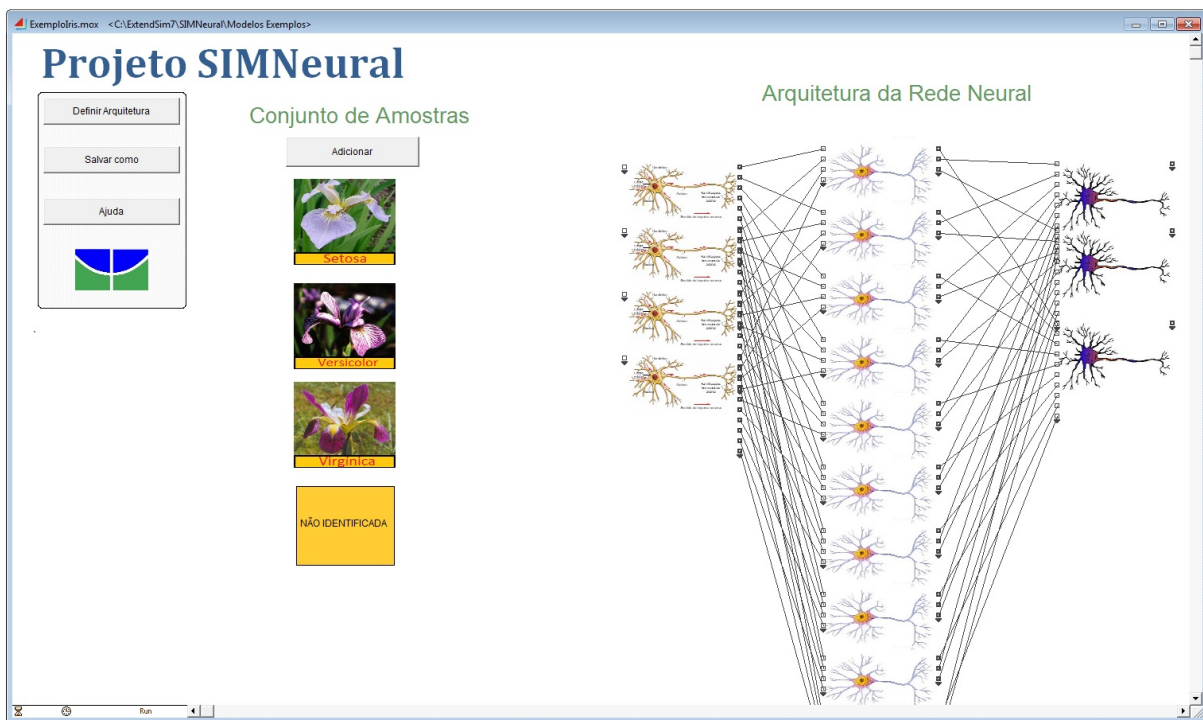 ExemploIris.mox <C:\ExtendSim7\SIMNeural\Modelos Exemplos>
Projeto SIMNeural
Definir Arquitetura
Salvar como
Ajuda
Conjunto de Amostras
Adicionar
Setosa
Versicolor
Virgínica
NÃO IDENTIFICADA
Arquitetura da Rede Neural
Run